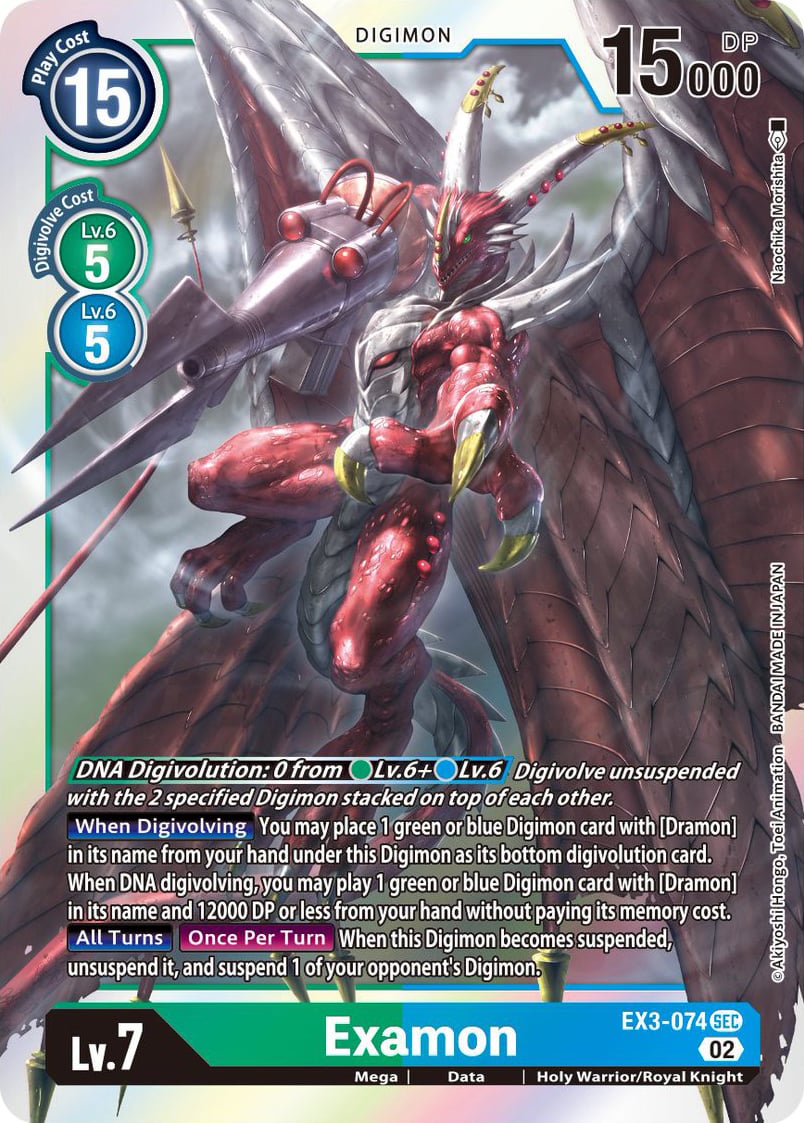 DIGIMON
Play Cost
15
DP
15000
Digivolve Cost
Lv.6
5
Lv.6
5
Naochika Morishita
DNA Digivolution: 0 from Lv.6+ Lv.6 Digivolve unsuspended
with the 2 specified Digimon stacked on top of each other.
When Digivolving You may place 1 green or blue Digimon card with [Dramon]
in its name from your hand under this Digimon as its bottom digivolution card.
When DNA digivolving, you may play 1 green or blue Digimon card with [Dramon]
in its name and 12000 DP or less from your hand without paying its memory cost.
All Turns Once Per Turn When this Digimon becomes suspended,
unsuspend it, and suspend 1 of your opponent's Digimon.
©Akiyoshi Hongo, Toei Animation BANDAI MADE IN JAPAN
Lv.7
Examon
EX3-074 SEC
02
Mega | Data | Holy Warrior/Royal Knight